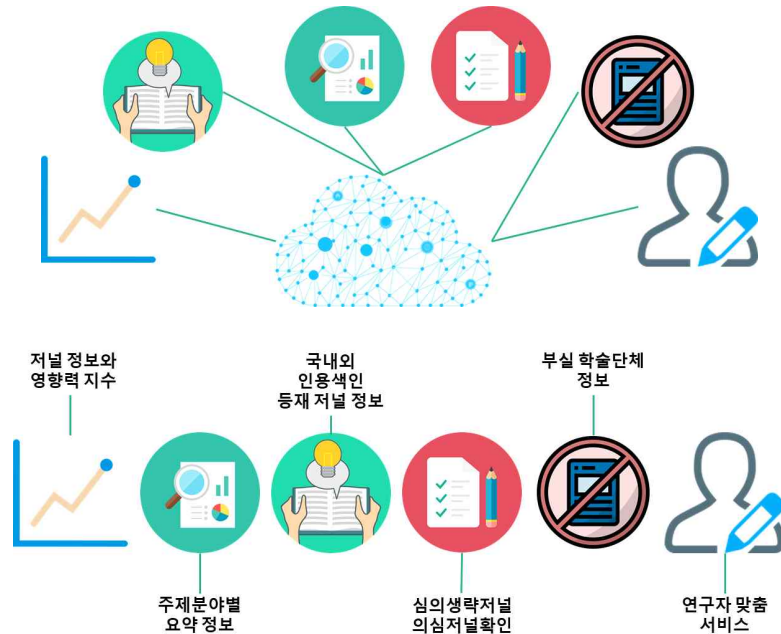 저널 정보와
영향력 지수
국내외
인용색인
등재 저널 정보
부실 학술단체
정보
주제분야별
요약 정보
심의생략저널
의심저널확인
연구자 맞춤
서비스